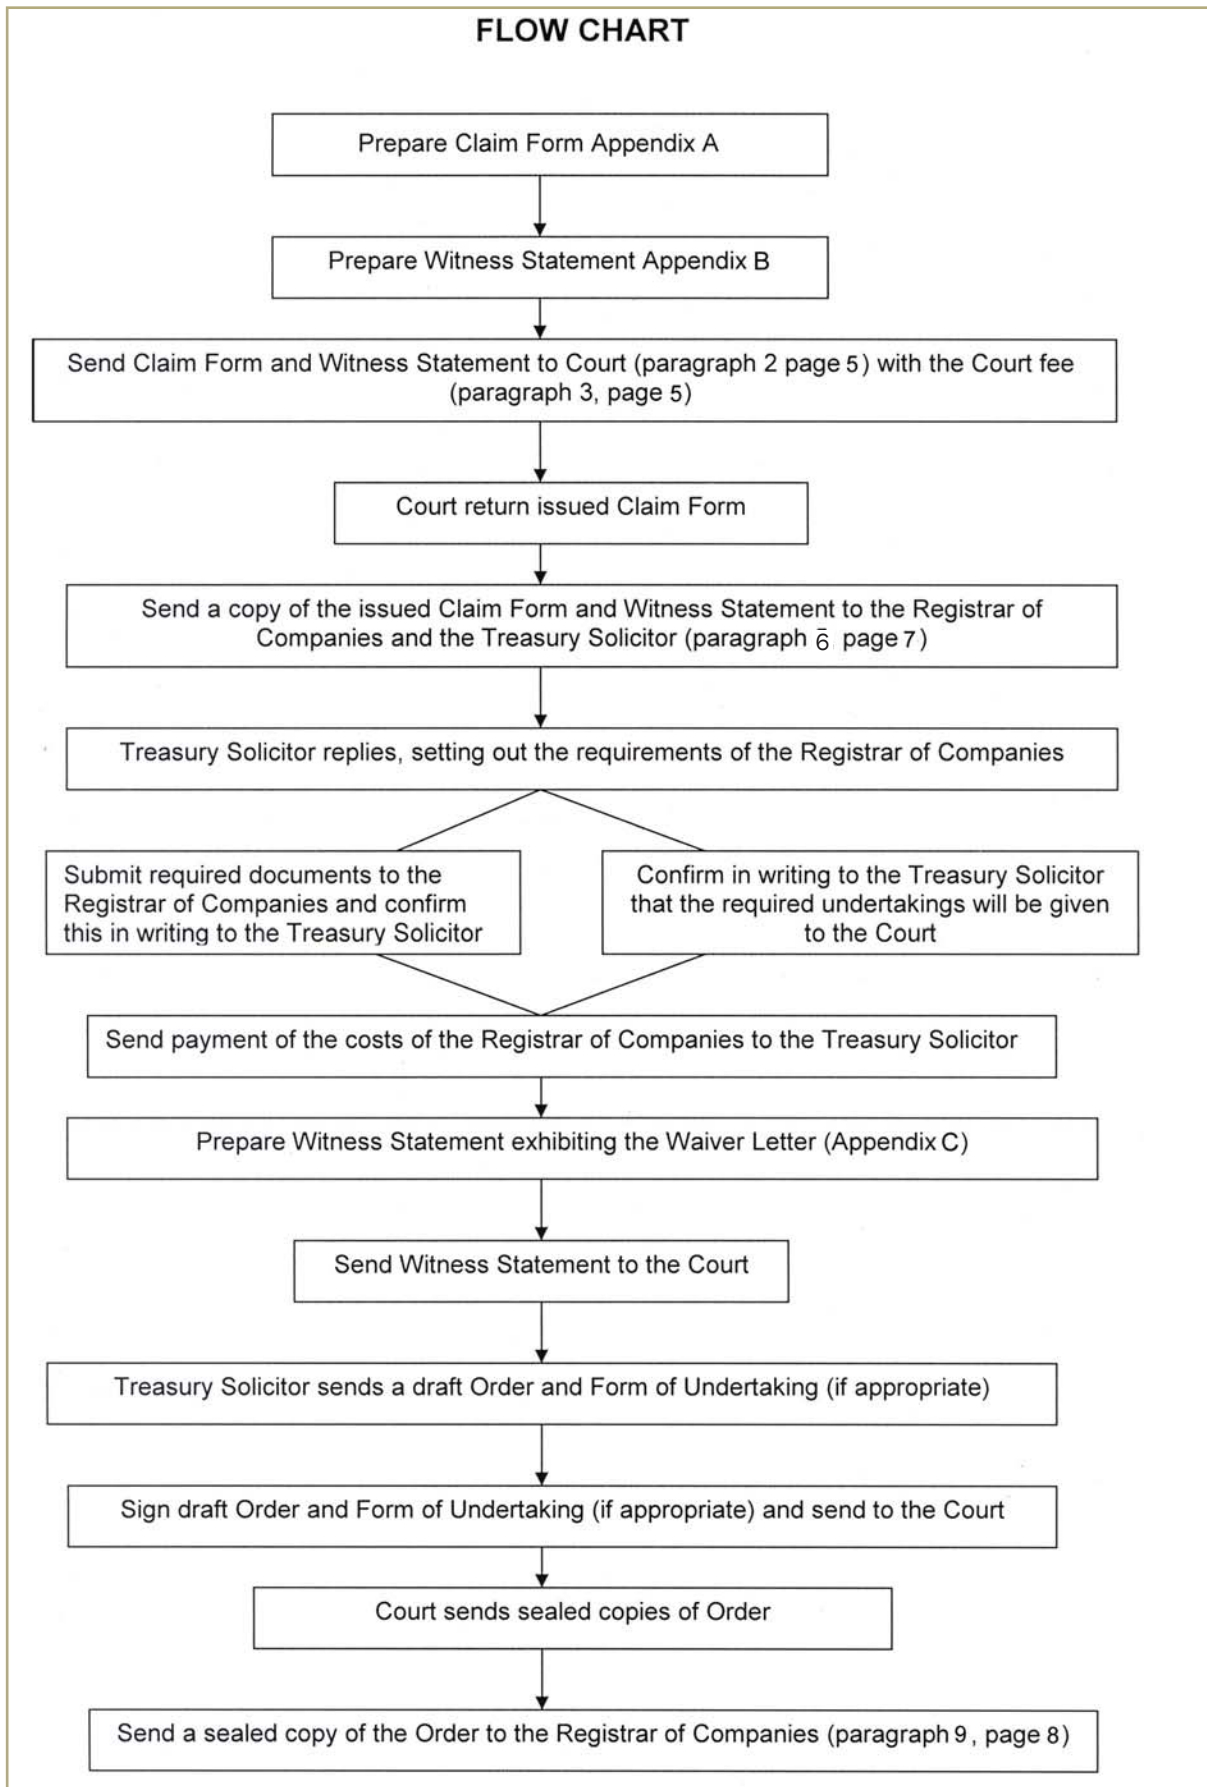 FLOW CHART
Prepare Claim Form Appendix A
Prepare Witness Statement Appendix B
Send Claim Form and Witness Statement to Court (paragraph 2 page 5) with the Court fee
(paragraph 3, page 5)
Court return issued Claim Form
Send a copy of the issued Claim Form and Witness Statement to the Registrar of
Companies and the Treasury Solicitor (paragraph 6 page 7)
Treasury Solicitor replies, setting out the requirements of the Registrar of Companies
Submit required documents to the
Registrar of Companies and confirm
this in writing to the Treasury Solicitor
Confirm in writing to the Treasury Solicitor
that the required undertakings will be given
to the Court
Send payment of the costs of the Registrar of Companies to the Treasury Solicitor
Prepare Witness Statement exhibiting the Waiver Letter (Appendix C)
Send Witness Statement to the Court
Treasury Solicitor sends a draft Order and Form of Undertaking (if appropriate)
Sign draft Order and Form of Undertaking (if appropriate) and send to the Court
Court sends sealed copies of Order
Send a sealed copy of the Order to the Registrar of Companies (paragraph 9, page 8)